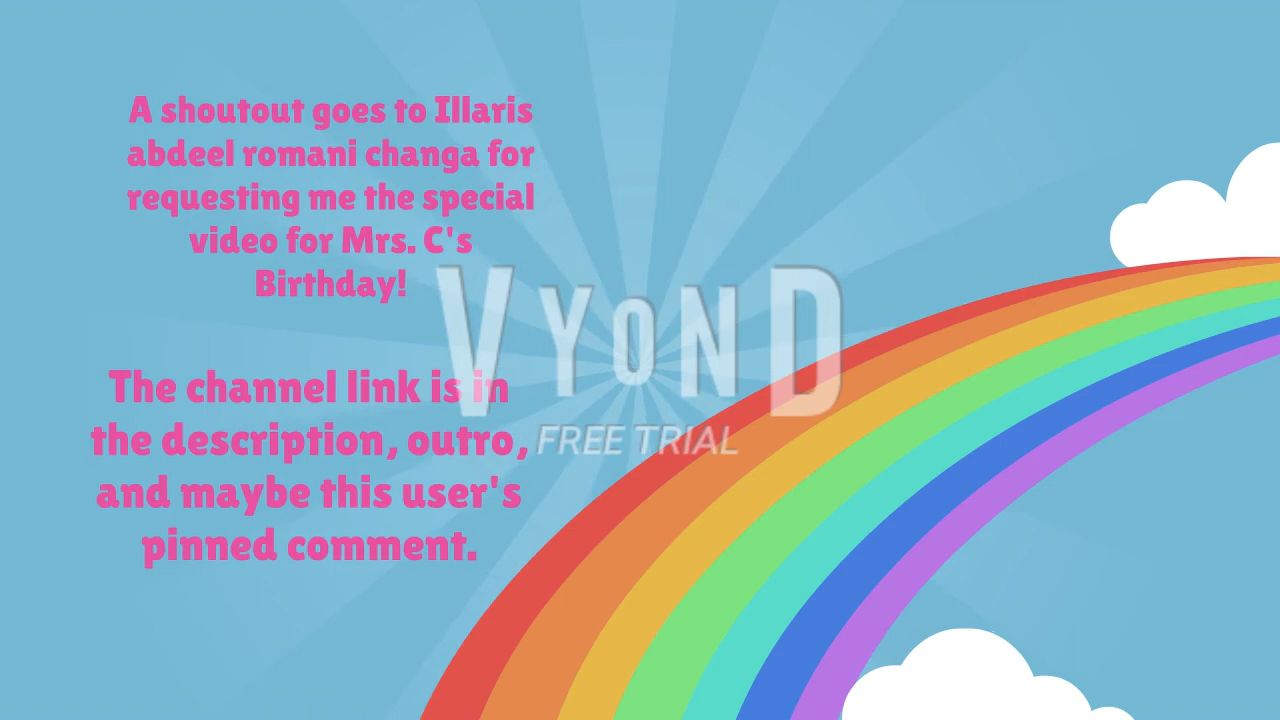 A shoutout goes to Illaris
abdeel romani changa for
requesting me the special
video for Mrs. C's
Birthday!
VYOND
FREE TRIAL
The channel link is in
the description, outro,
and maybe this user's
pinned comment.